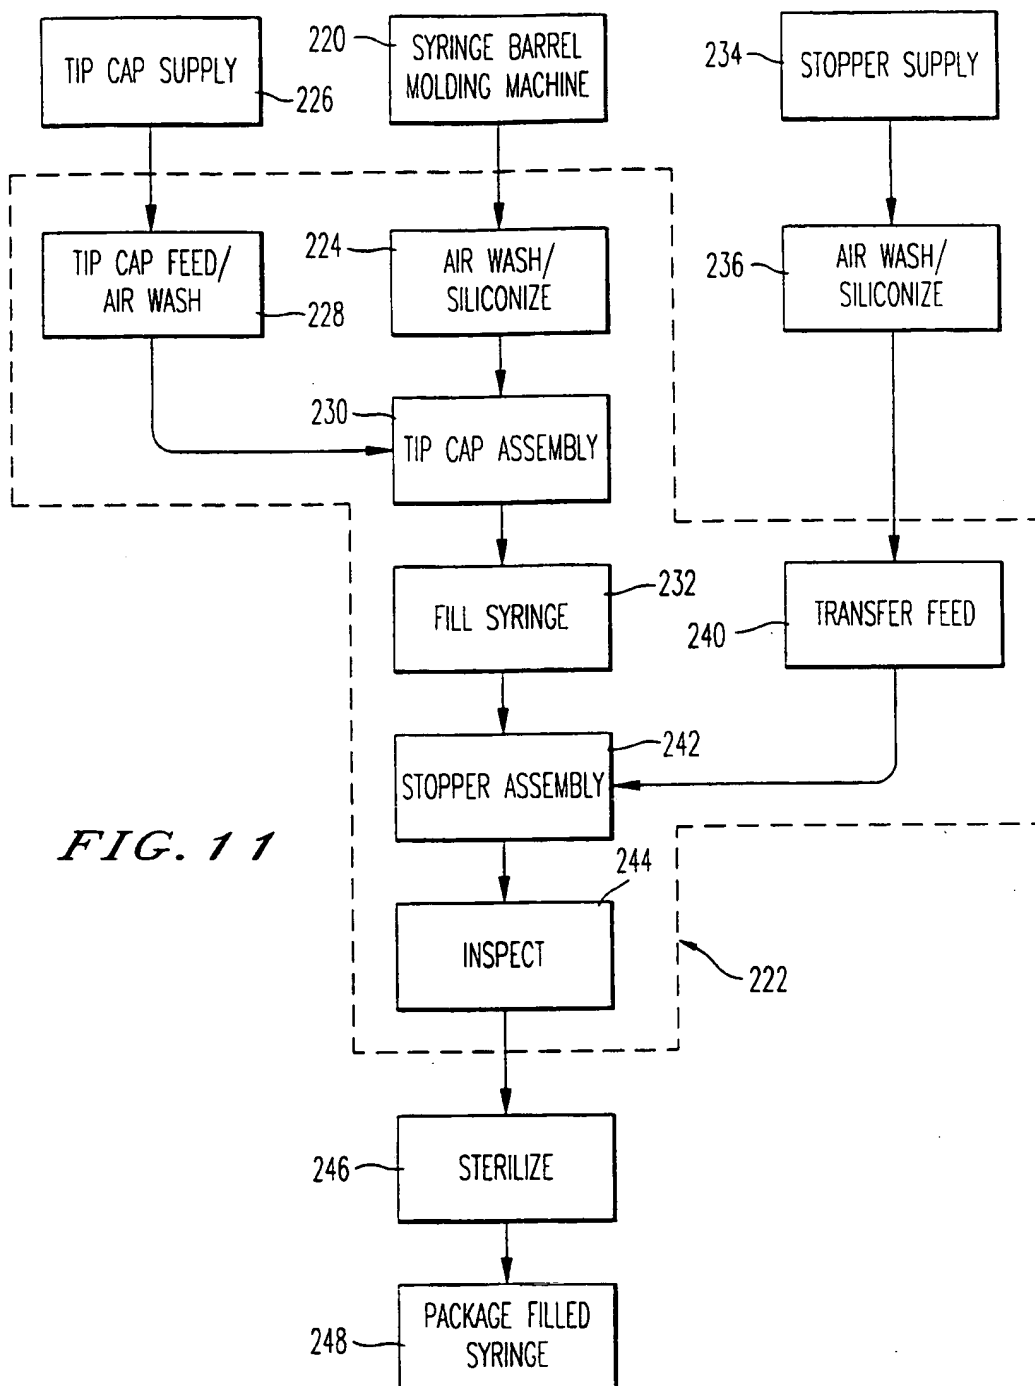 TIP CAP SUPPLY
226
220
SYRINGE BARREL
MOLDING MACHINE
234
STOPPER SUPPLY
TIP CAP FEED/
AIR WASH
228
224
AIR WASH/
SILICONIZE
236
AIR WASH/
SILICONIZE
230
TIP CAP ASSEMBLY
232
FILL SYRINGE
240
TRANSFER FEED
242
STOPPER ASSEMBLY
FIG. 11
244
INSPECT
222
246
STERILIZE
248
PACKAGE FILLED
SYRINGE